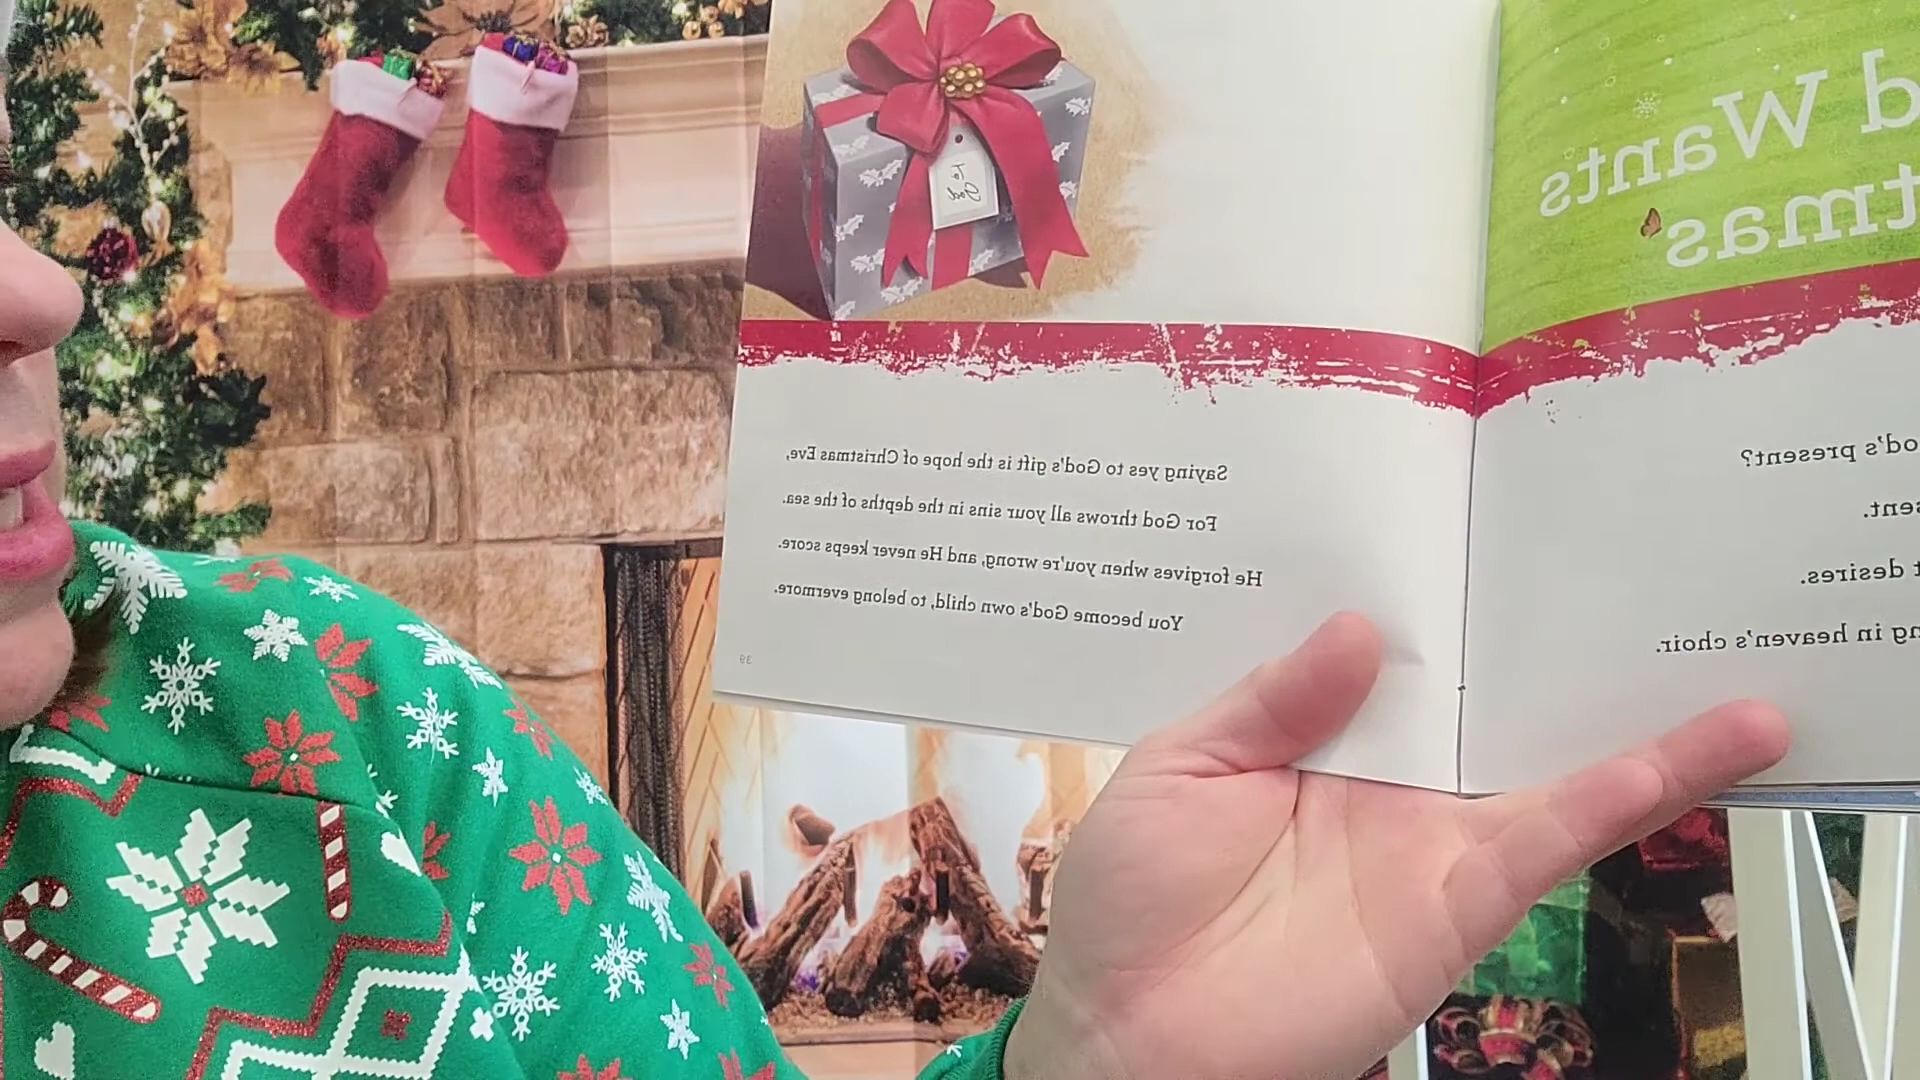 d Wants
tmas
od's present?
sent.
t desires.
ng in heaven's choir.
To
God
Saying yes to God's gift is the hope of Christmas Eve,
For God throws all your sins in the depths of the sea.
He forgives when you're wrong, and He never keeps score.
You become God's own child, to belong evermore.
39